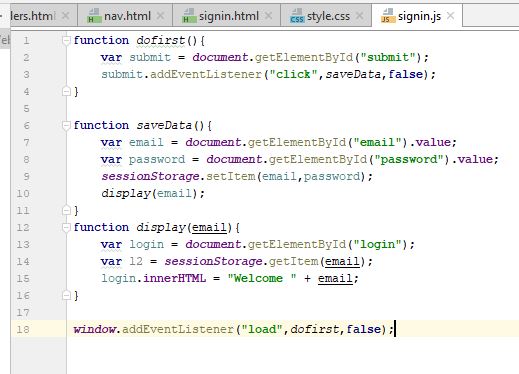 lers.html × H nav.html × H signin.html × CSS style.css × JS signin.js ×
1 function dofirst(){
2 var submit = document.getElementById("submit");
3 submit.addEventListener("click",saveData,false);
4 }
5
6 function saveData(){
7 var email = document.getElementById("email").value;
8 var password = document.getElementById("password").value;
9 sessionStorage.setItem(email,password);
10 display(email);
11 }
12 function display(email){
13 var login = document.getElementById("login");
14 var l2 = sessionStorage.getItem(email);
15 login.innerHTML = "Welcome " + email;
16 }
17
18 window.addEventListener("load",dofirst,false);